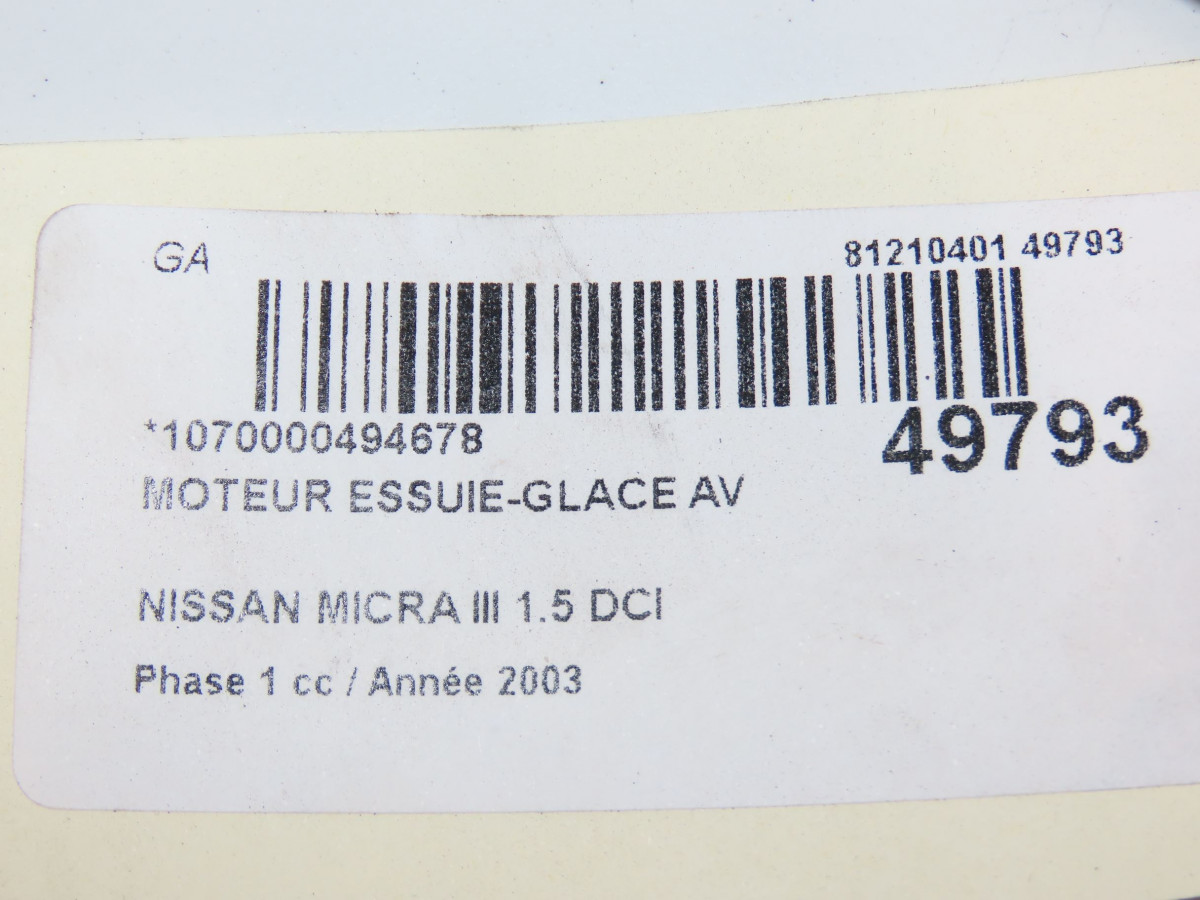 GA
81210401 49793
*1070000494678
49793
MOTEUR ESSUIE-GLACE AV
NISSAN MICRA III 1.5 DCI
Phase 1 cc / Année 2003